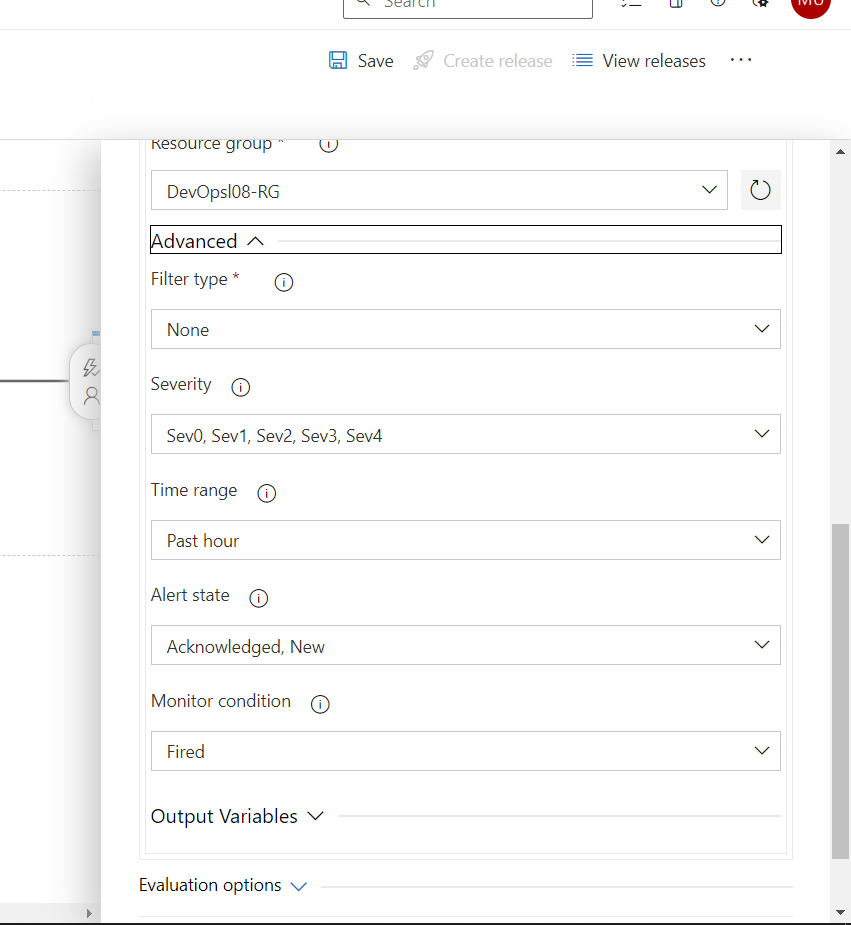 Search
MU
Save
Create release
View releases
...
Resource group *
DevOpsl08-RG
Advanced
Filter type *
None
Severity
Sev0, Sev1, Sev2, Sev3, Sev4
Time range
Past hour
Alert state
Acknowledged, New
Monitor condition
Fired
Output Variables
Evaluation options